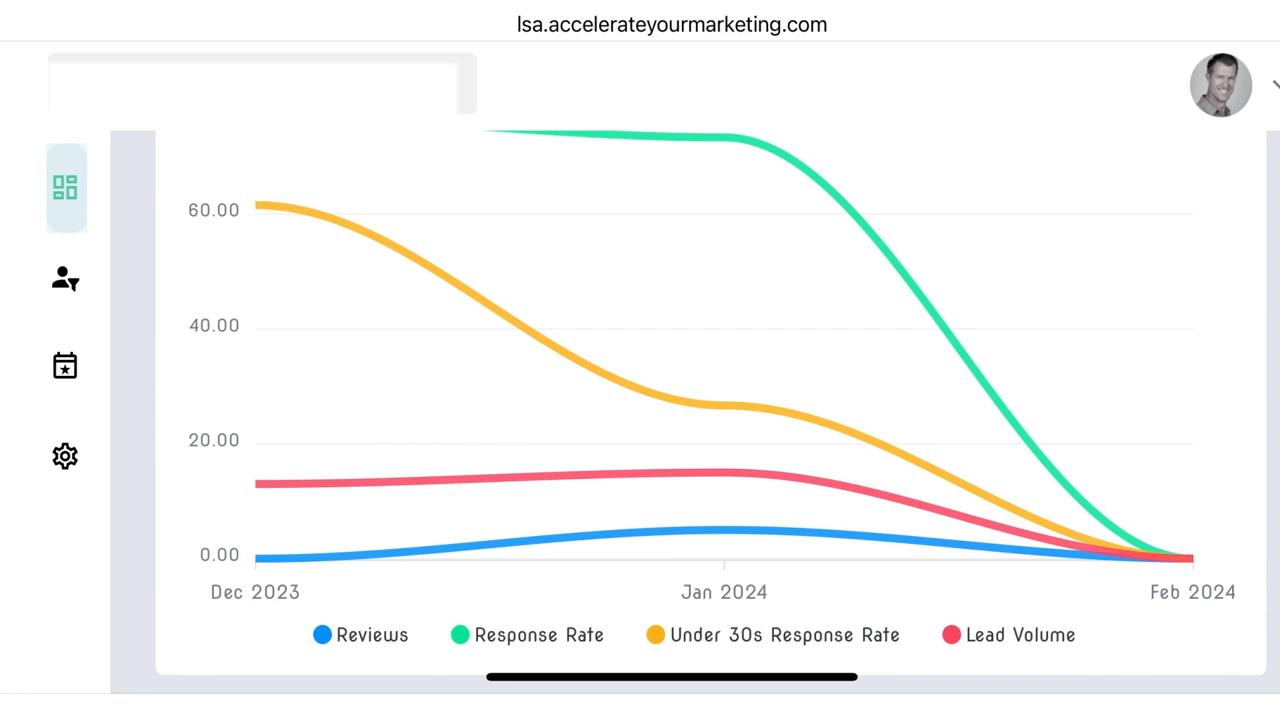 lsa.accelerateyourmarketing.com
60.00
40.00
20.00
0.00
Dec 2023 Jan 2024 Feb 2024
Reviews Response Rate Under 30s Response Rate Lead Volume